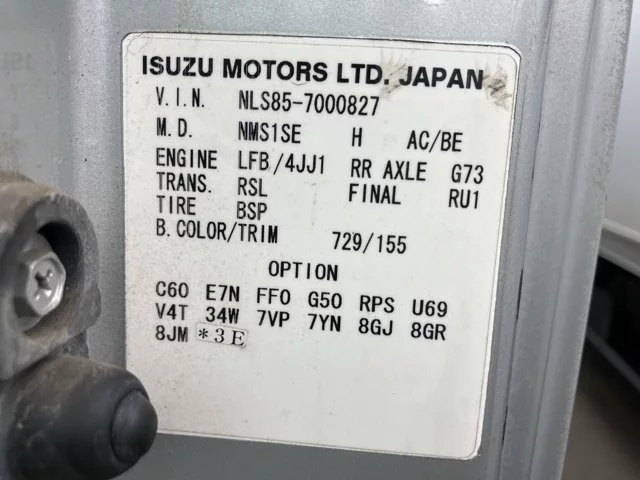 ISUZU MOTORS LTD. JAPAN
V.I.N. NLS85-7000827
M.D. NMS1SE H AC/BE
ENGINE LFB/4JJ1 RR AXLE G73
TRANS. RSL FINAL RU1
TIRE BSP
B.COLOR/TRIM 729/155
OPTION
C60 E7N FF0 G50 RPS U69
V4T 34W 7VP 7YN 8GJ 8GR
8JM *3E